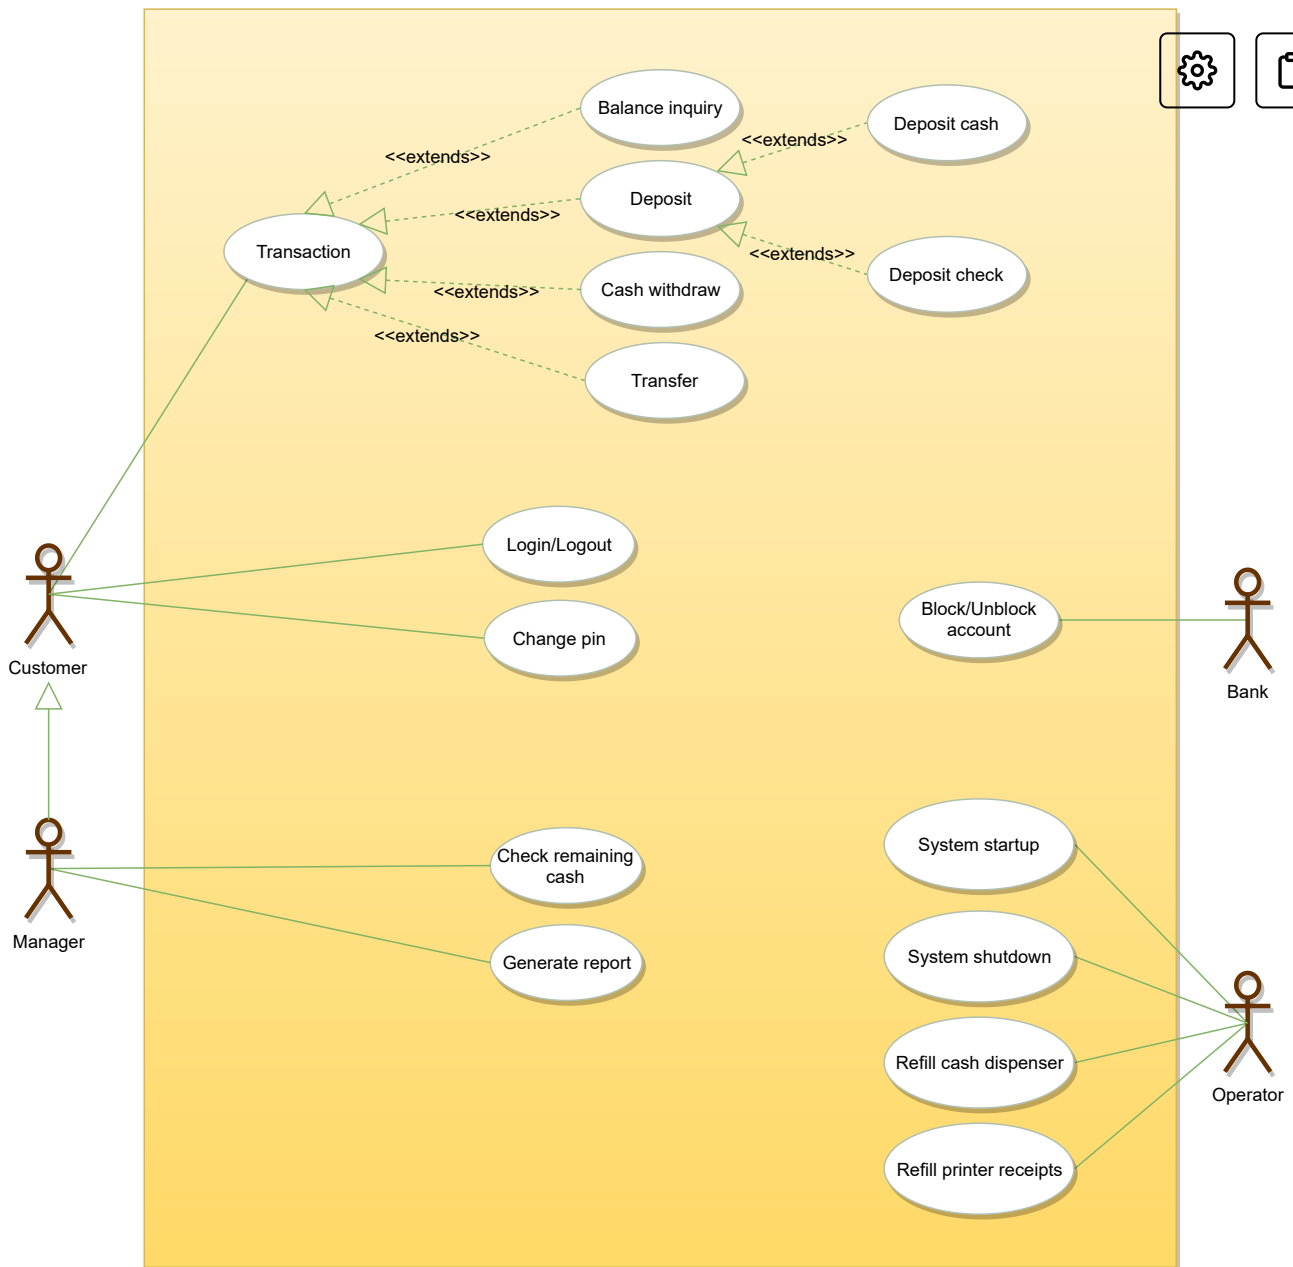 Balance inquiry
Deposit cash
<<extends>>
<<extends>>
Deposit
<<extends>>
Transaction
<<extends>>
Deposit check
Cash withdraw
<<extends>>
<<extends>>
Transfer
Login/Logout
Change pin
Block/Unblock
account
Customer
Bank
System startup
Check remaining
cash
Manager
Generate report
System shutdown
Refill cash dispenser
Operator
Refill printer receipts